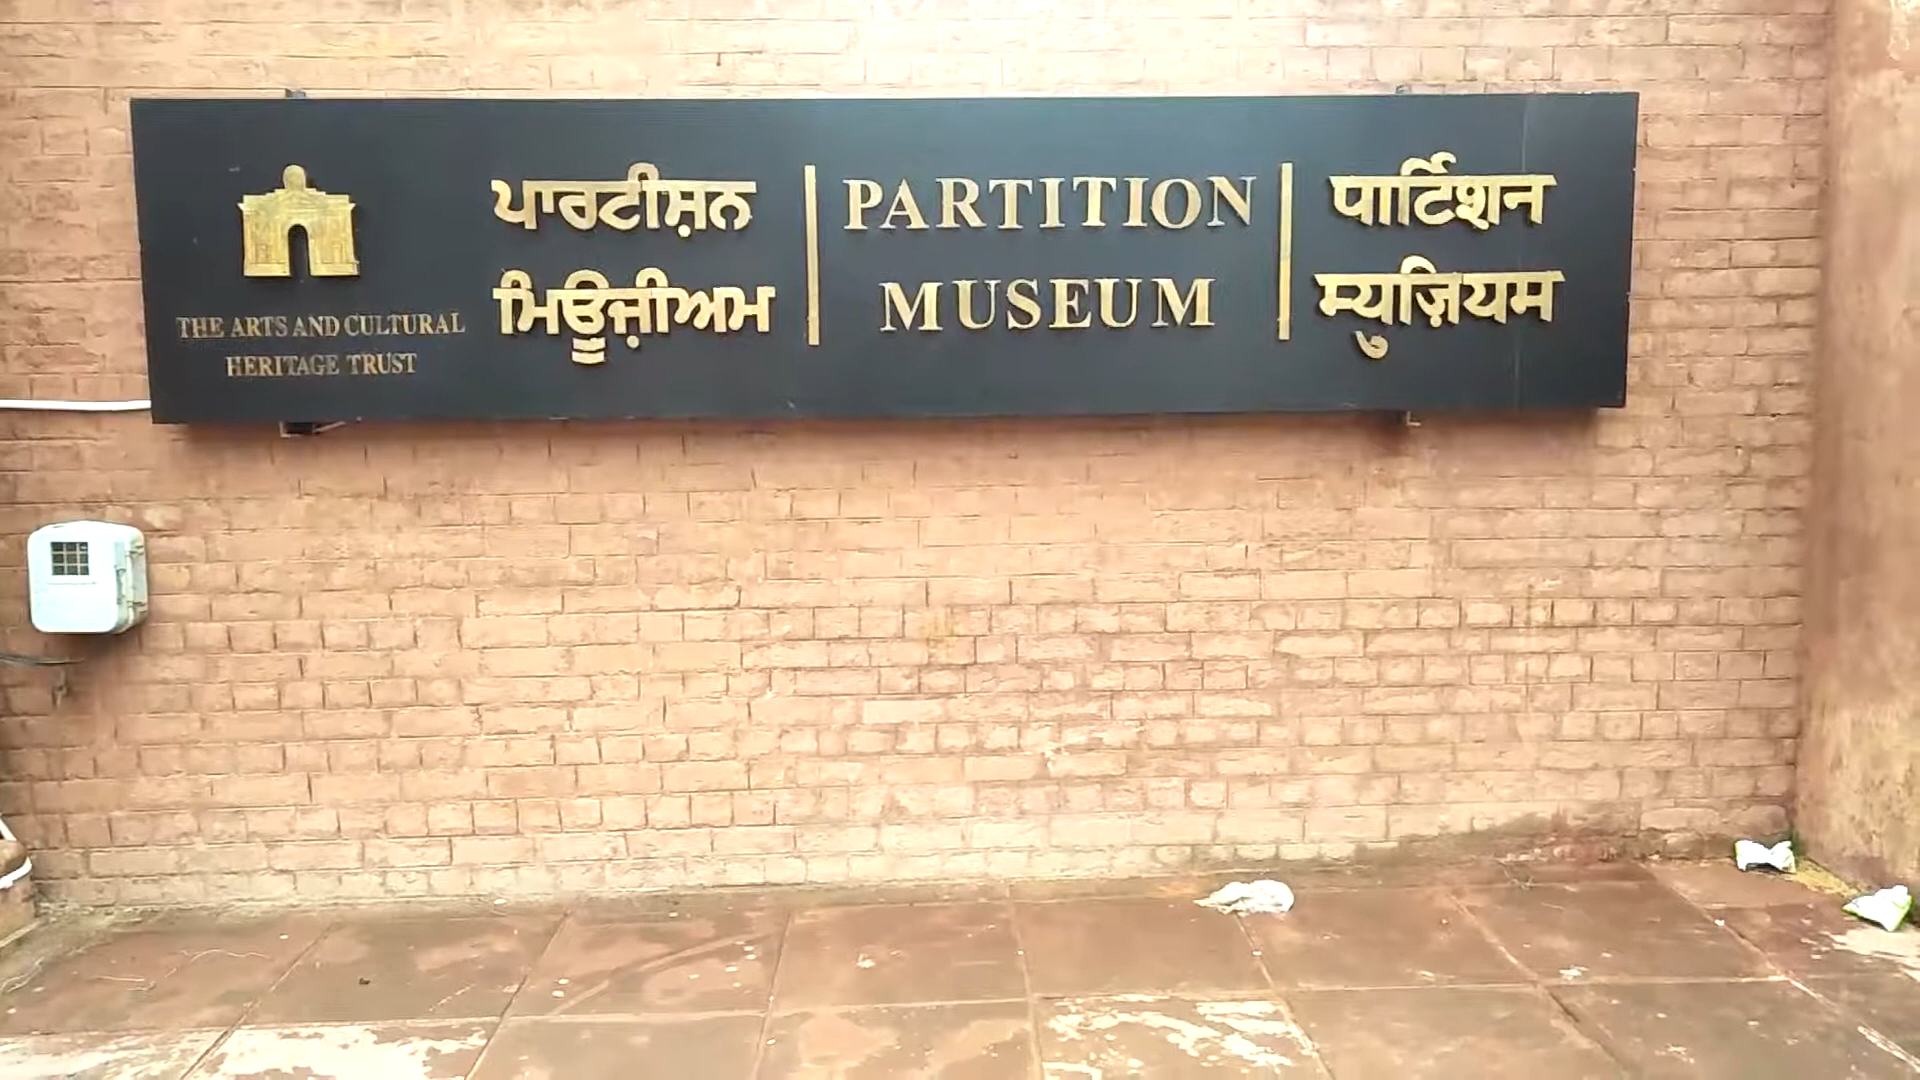 THE ARTS AND CULTURAL
HERITAGE TRUST
ਪਾਰਟੀਸ਼ਨ
ਮਿਊਜ਼ੀਅਮ
PARTITION
MUSEUM
पार्टिशन
म्युज़ियम